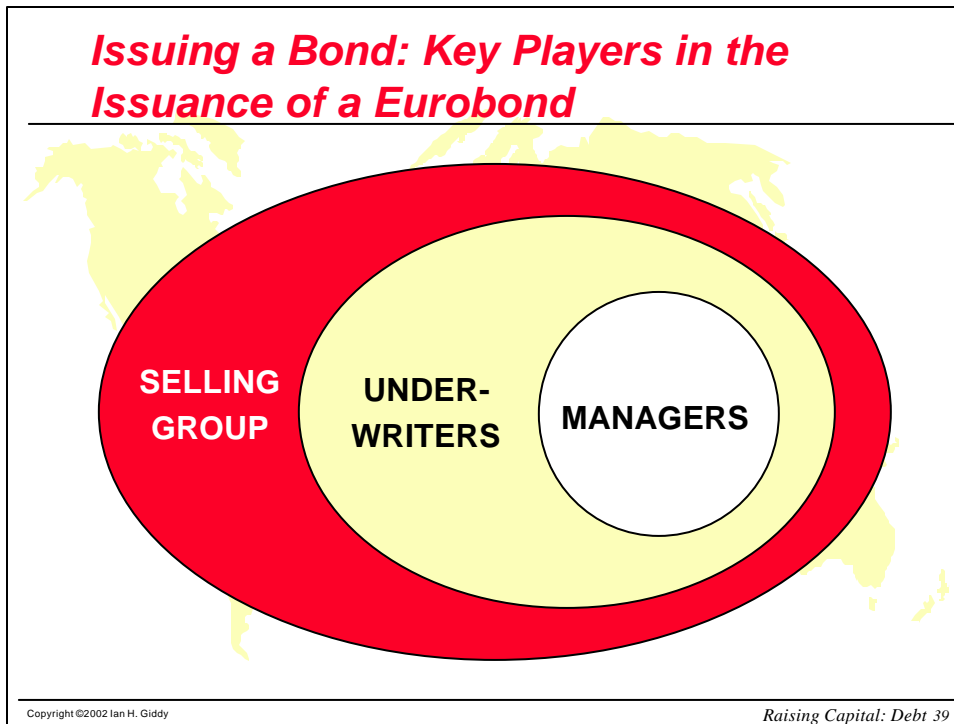 Issuing a Bond: Key Players in the
Issuance of a Eurobond
SELLING
GROUP
UNDER-
WRITERS
MANAGERS
Copyright ©2002 Ian H. Giddy
Raising Capital: Debt 39